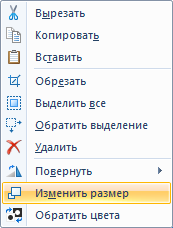 Вырезать
Копировать
Вставить
Обрезать
Выделить все
Обратить выделение
Удалить
Повернуть
Изменить размер
Обратить цвета